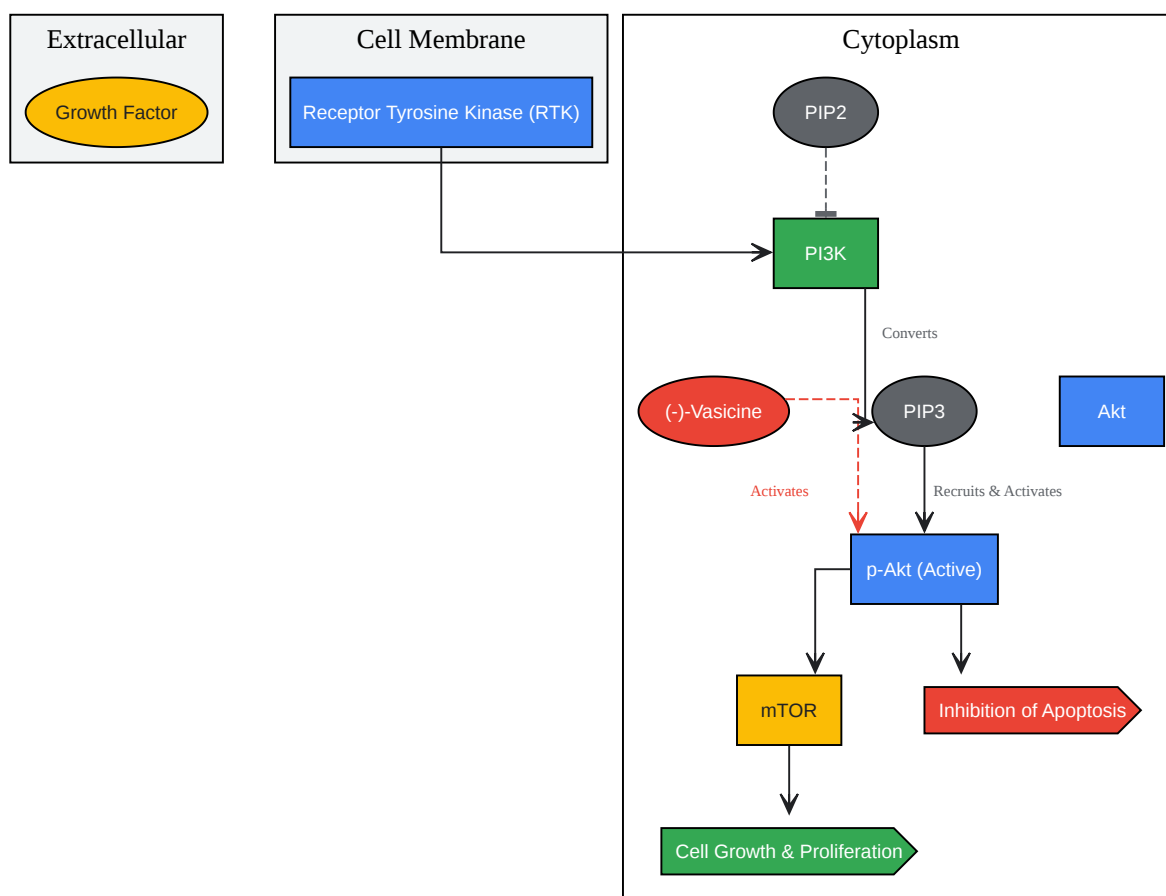 Extracellular
Cell Membrane
Cytoplasm
Growth Factor
Receptor Tyrosine Kinase (RTK)
PIP2
PI3K
Converts
(-)-Vasicine
PIP3
Akt
Activates
Recruits & Activates
p-Akt (Active)
mTOR
Inhibition of Apoptosis
Cell Growth & Proliferation